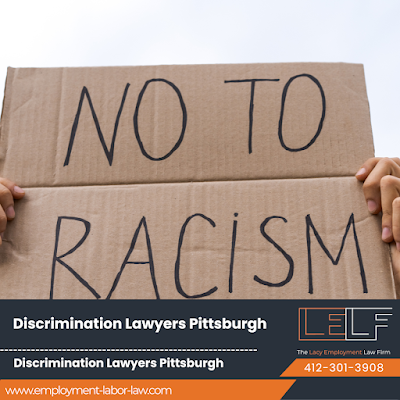 NO TO
RACiSM
Discrimination Lawyers Pittsburgh
Discrimination Lawyers Pittsburgh
www.employment-labor-law.com
LELF
The Lacy Employment Law Firm
412-301-3908